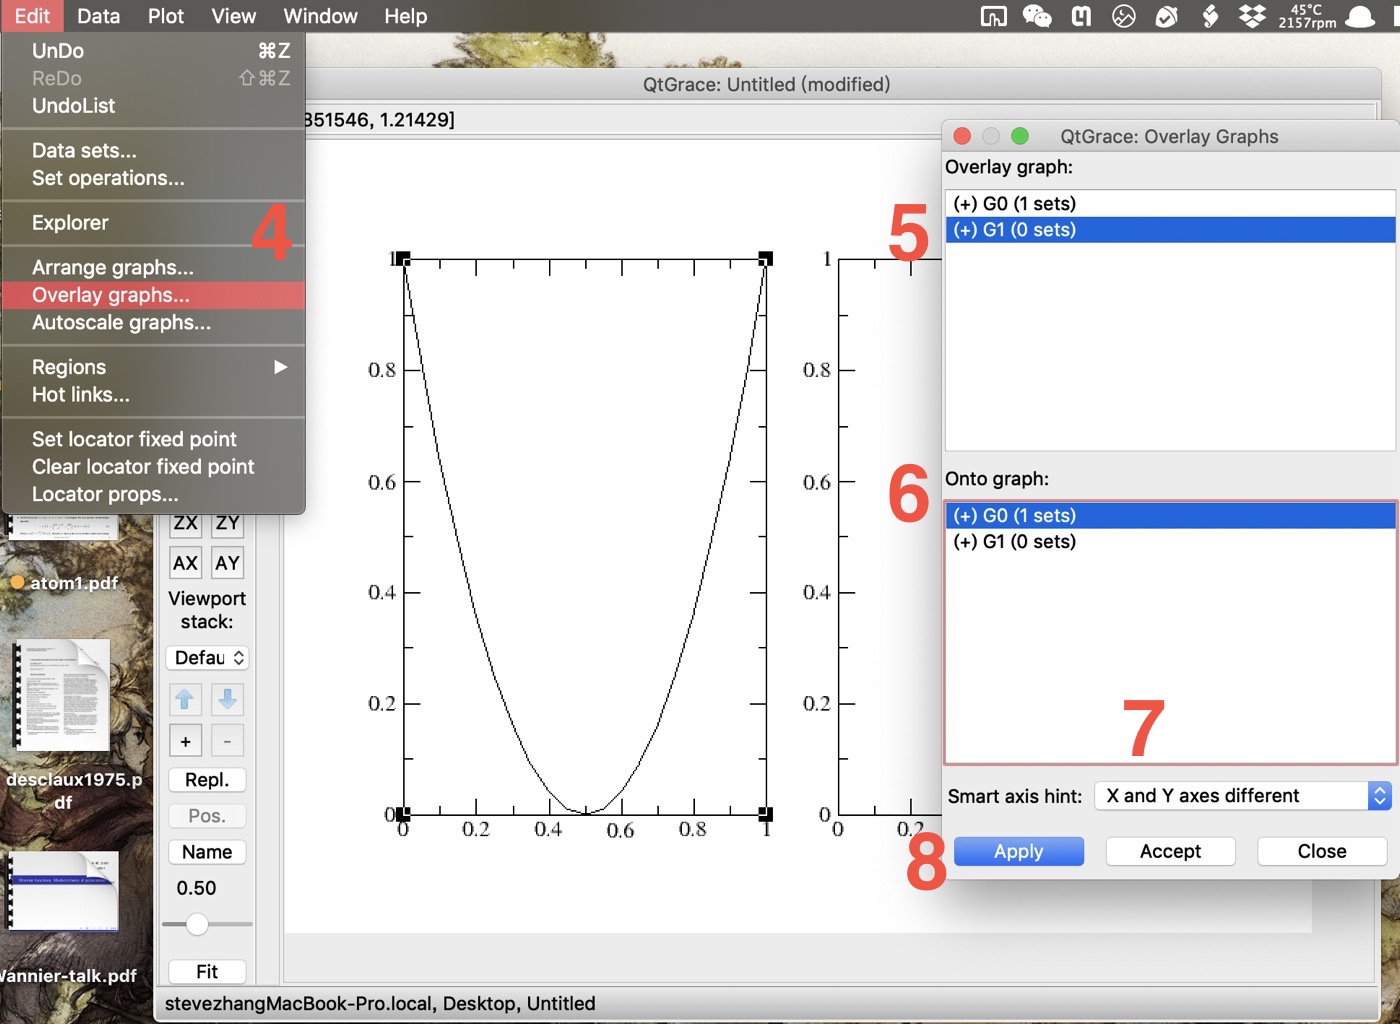 Edit Data Plot View Window Help
45°C
2157rpm
UnDo ⌘Z
ReDo ⇧⌘Z
UndoList
Data sets...
Set operations...
Explorer
4
Arrange graphs...
Overlay graphs...
Autoscale graphs...
Regions ▶
Hot links...
Set locator fixed point
Clear locator fixed point
Locator props...
QtGrace: Untitled (modified)
851546, 1.21429]
ZX ZY
AX AY
Viewport
stack:
Defau
+ -
Repl.
Pos.
Name
0.50
Fit
1
0.8
0.6
0.4
0.2
0
0 0.2 0.4 0.6 0.8 1
1
0.8
0.6
0.4
0.2
0
0 0.2
QtGrace: Overlay Graphs
Overlay graph:
5
(+) G0 (1 sets)
(+) G1 (0 sets)
Onto graph:
6
(+) G0 (1 sets)
(+) G1 (0 sets)
7
Smart axis hint: X and Y axes different
8
Apply Accept Close
atom1.pdf
desclaux1975.p
df
Wannier-talk.pdf
stevezhangMacBook-Pro.local, Desktop, Untitled